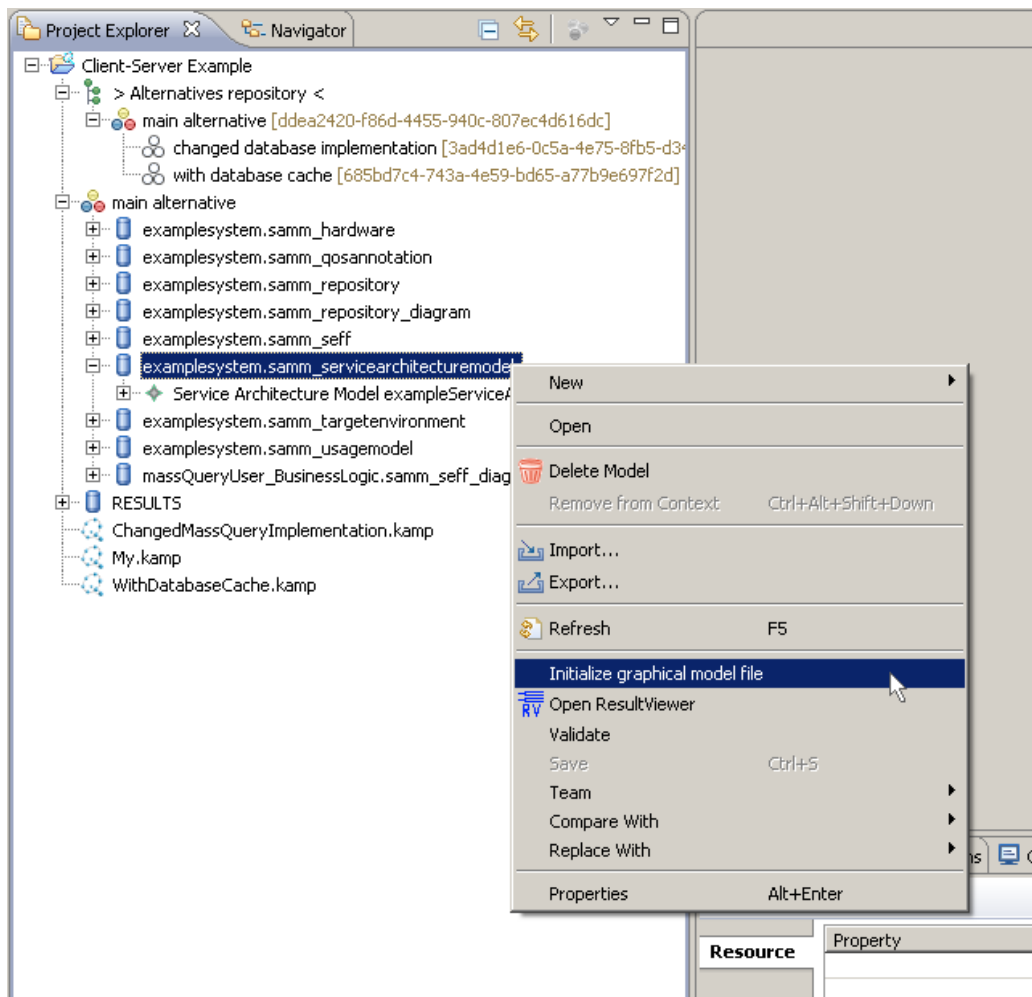 Project Explorer
Navigator
Client-Server Example
> Alternatives repository <
main alternative [ddea2420-f86d-4455-940c-807ec4d616dc]
changed database implementation [3ad4d1e6-0c5a-4e75-8fb5-d34
with database cache [685bd7c4-743a-4e59-bd65-a77b9e697f2d]
main alternative
examplesystem.samm_hardware
examplesystem.samm_qosannotation
examplesystem.samm_repository
examplesystem.samm_repository_diagram
examplesystem.samm_seff
examplesystem.samm_servicearchitecturemodel
Service Architecture Model exampleServiceA
examplesystem.samm_targetenvironment
examplesystem.samm_usagemodel
massQueryUser_BusinessLogic.samm_seff_diag
RESULTS
ChangedMassQueryImplementation.kamp
My.kamp
WithDatabaseCache.kamp
New
Open
Delete Model
Remove from Context Ctrl+Alt+Shift+Down
Import...
Export...
Refresh F5
Initialize graphical model file
RV Open ResultViewer
Validate
Save Ctrl+S
Team
Compare With
Replace With
Properties Alt+Enter
ns
Resource
Property